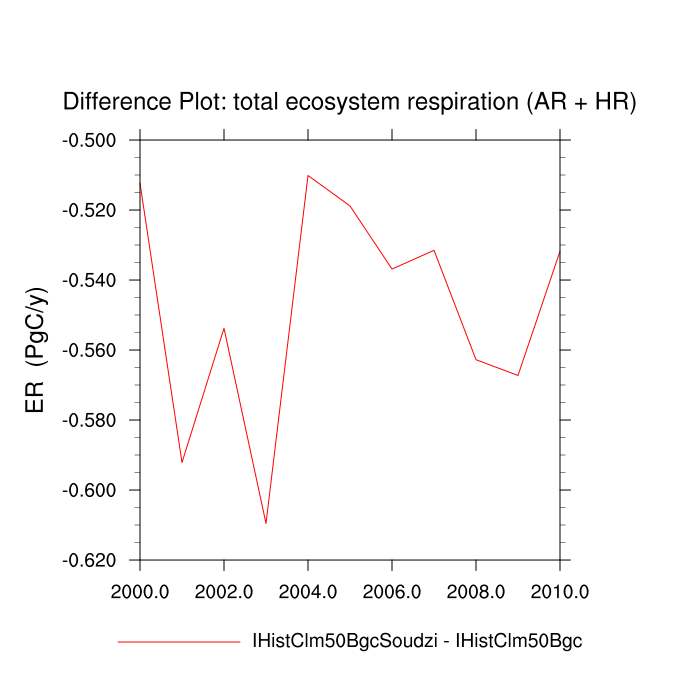 Difference Plot: total ecosystem respiration (AR + HR)
ER (PgC/y)
-0.500
-0.520
-0.540
-0.560
-0.580
-0.600
-0.620
2000.0 2002.0 2004.0 2006.0 2008.0 2010.0
IHistClm50BgcSoudzi - IHistClm50Bgc